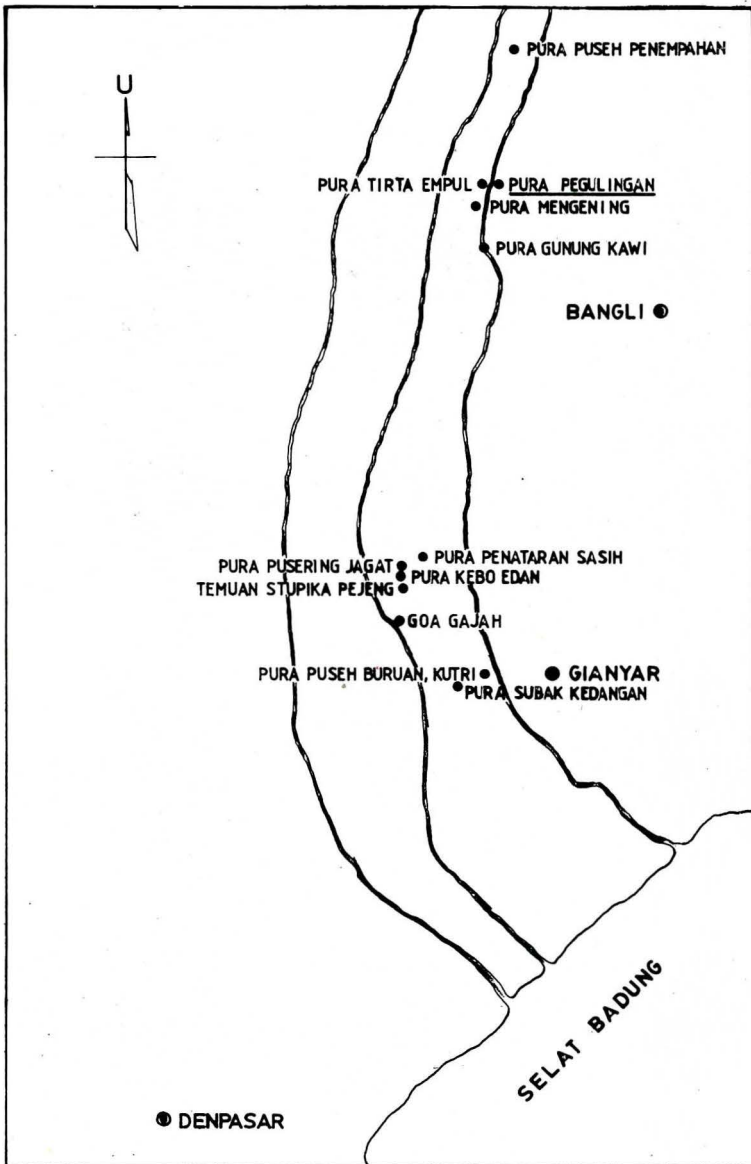 U
PURA PUSEH PENEMPAHAN
PURA TIRTA EMPUL
PURA PEGULINGAN
PURA MENGENING
PURA GUNUNG KAWI
BANGLI
PURA PENATARAN SASIH
PURA PUSERING JAGAT
PURA KEBO EDAN
TEMUAN STUPIKA PEJENG
GOA GAJAH
PURA PUSEH BURUAN, KUTRI
GIANYAR
PURA SUBAK KEDANGAN
SELAT BADUNG
DENPASAR